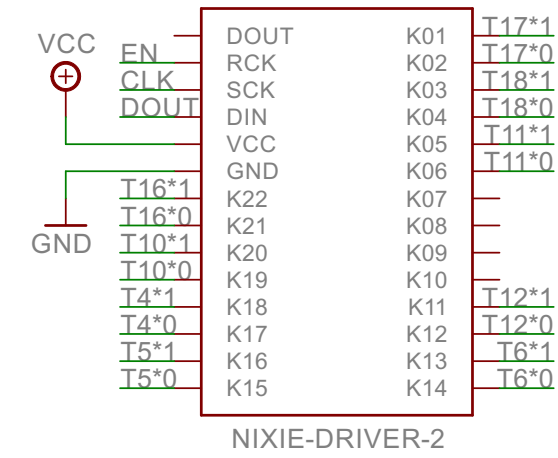 VCC
GND
DOUT K01 T17*1
EN RCK K02 T17*0
CLK SCK K03 T18*1
DOUT DIN K04 T18*0
VCC K05 T11*1
GND K06 T11*0
T16*1 K22 K07
T16*0 K21 K08
T10*1 K20 K09
T10*0 K19 K10
T4*1 K18 K11 T12*1
T4*0 K17 K12 T12*0
T5*1 K16 K13 T6*1
T5*0 K15 K14 T6*0
NIXIE-DRIVER-2